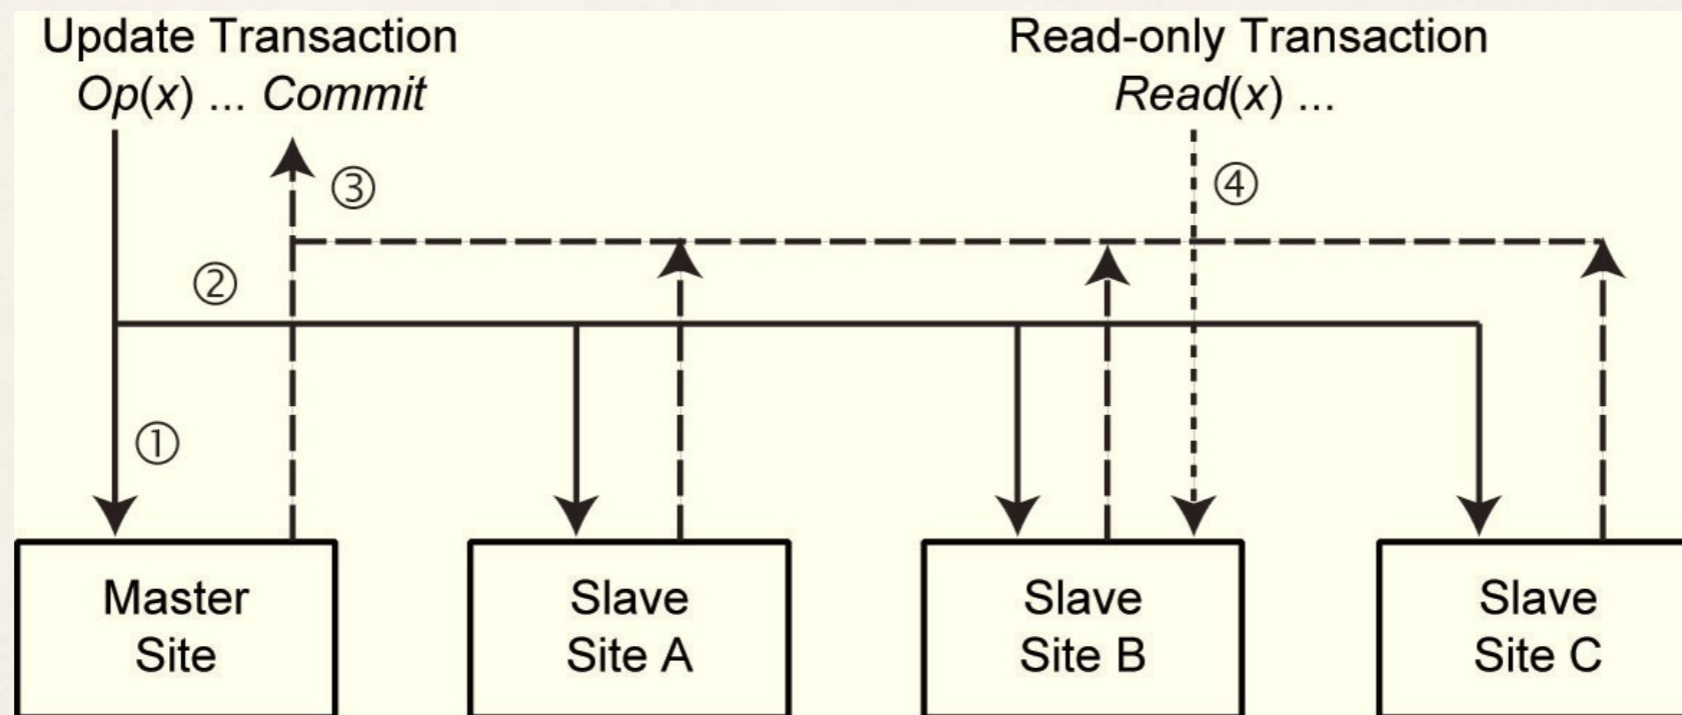 Update Transaction
Op(x) ... Commit
Read-only Transaction
Read(x) ...
③
④
②
①
Master
Site
Slave
Site A
Slave
Site B
Slave
Site C